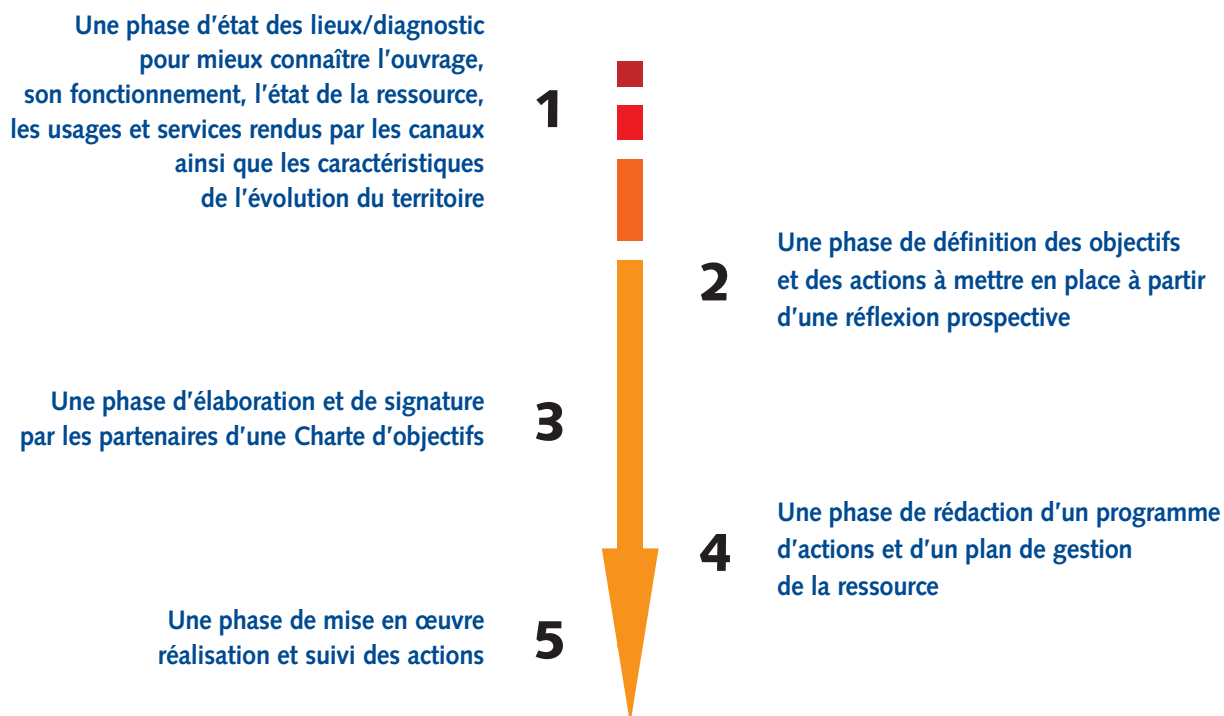 Une phase d'état des lieux/diagnostic
pour mieux connaître l'ouvrage,
son fonctionnement, l'état de la ressource,
les usages et services rendus par les canaux
ainsi que les caractéristiques
de l'évolution du territoire
1
2
Une phase de définition des objectifs
et des actions à mettre en place à partir
d'une réflexion prospective
Une phase d'élaboration et de signature
par les partenaires d'une Charte d'objectifs
3
4
Une phase de rédaction d'un programme
d'actions et d'un plan de gestion
de la ressource
Une phase de mise en œuvre
réalisation et suivi des actions
5